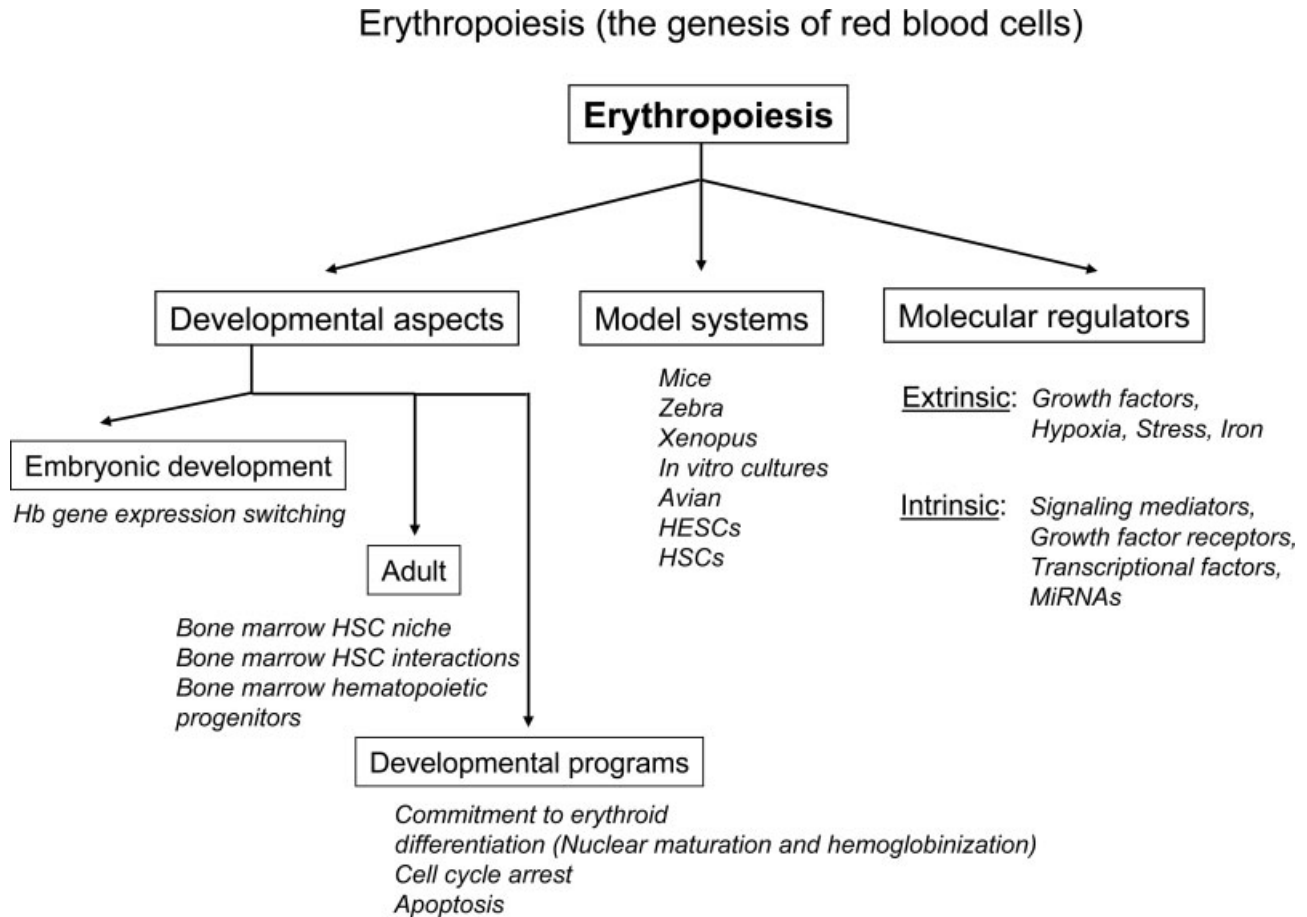 Erythropoiesis (the genesis of red blood cells)
Erythropoiesis
Developmental aspects
Embryonic development
Hb gene expression switching
Adult
Bone marrow HSC niche
Bone marrow HSC interactions
Bone marrow hematopoietic
progenitors
Developmental programs
Commitment to erythroid
differentiation (Nuclear maturation and hemoglobinization)
Cell cycle arrest
Apoptosis
Model systems
Mice
Zebra
Xenopus
In vitro cultures
Avian
HESCs
HSCs
Molecular regulators
Extrinsic: Growth factors,
Hypoxia, Stress, Iron
Intrinsic: Signaling mediators,
Growth factor receptors,
Transcriptional factors,
MiRNAs